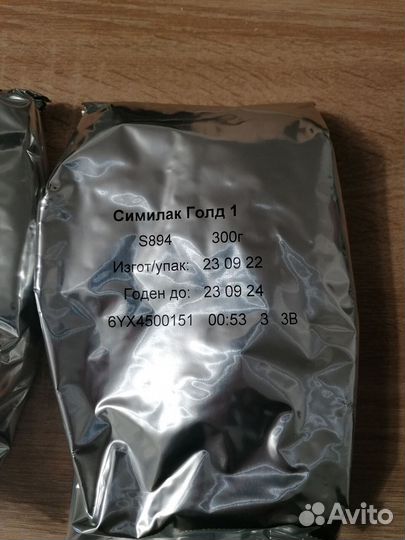 Симилак Голд 1
S894 300г
Изгот/упак: 23 09 22
Годен до: 23 09 24
6YX4500151 00:53 3 3B
Avito